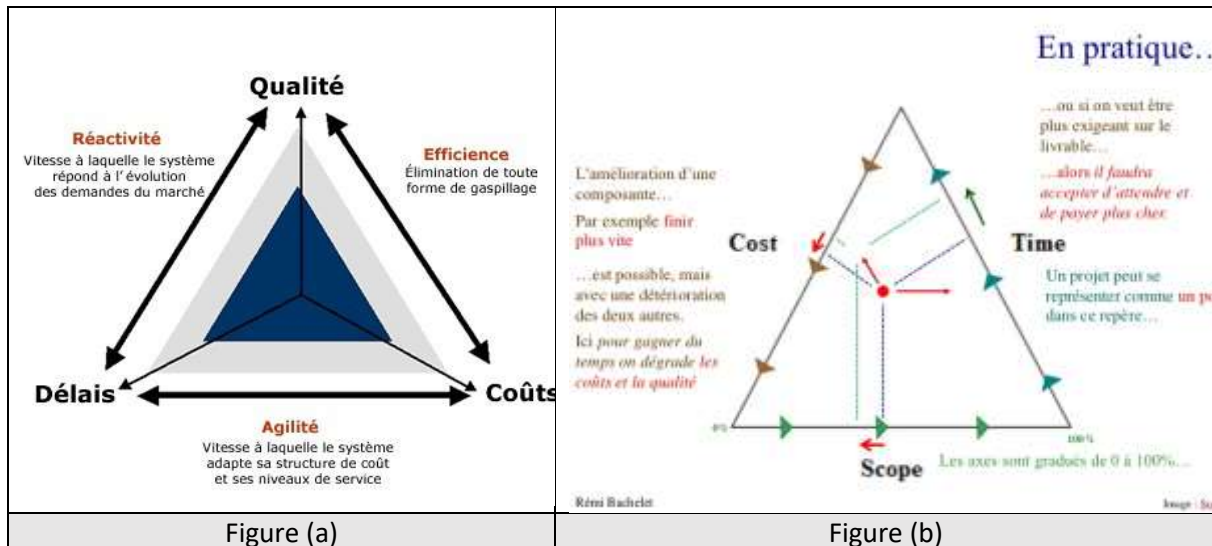 Qualité
Réactivité
Vitesse à laquelle le système
répond à l'évolution
des demandes du marché
Efficience
Élimination de toute
forme de gaspillage
Délais
Coûts
Agilité
Vitesse à laquelle le système
adapte sa structure de coût
et ses niveaux de service
Figure (a)
En pratique…
…ou si on veut être
plus exigeant sur le
livrable…
…alors il faudra
accepter d'attendre et
de payer plus cher.
L'amélioration d'une
composante…
Par exemple finir
plus vite
…est possible, mais
avec une détérioration
des deux autres.
Ici pour gagner du
temps on dégrade les
coûts et la qualité
Cost
Time
Un projet peut se
représenter comme un po
dans ce repère…
0%
100%
Scope
Les axes sont gradués de 0 à 100%…
Rémi Bachelet
Image :
Figure (b)